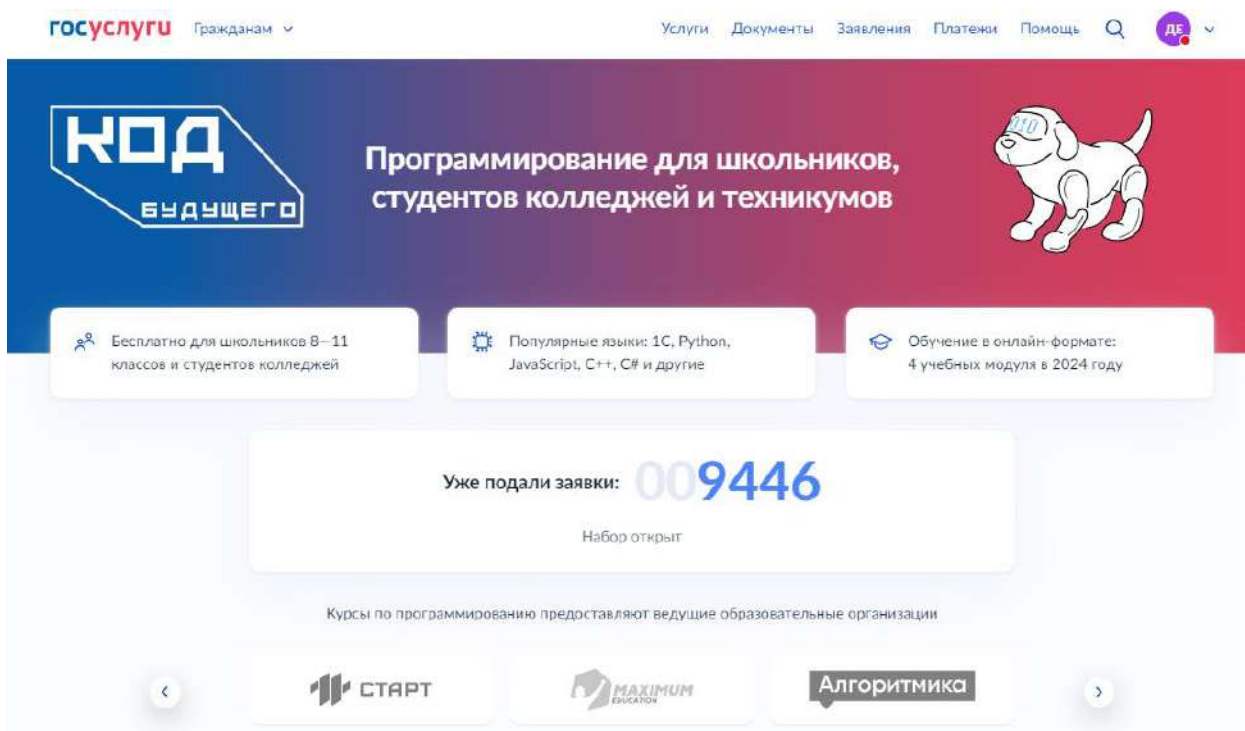 госуслуги Гражданам Услуги Документы Заявления Платежи Помощь ДЕ
КОД
БУДУЩЕГО
Программирование для школьников,
студентов колледжей и техникумов
010
Бесплатно для школьников 8—11
классов и студентов колледжей
Популярные языки: 1С, Python,
JavaScript, C++, C# и другие
Обучение в онлайн-формате:
4 учебных модуля в 2024 году
Уже подали заявки: 009446
Набор открыт
Курсы по программированию предоставляют ведущие образовательные организации
СТАРТ
MAXIMUM
EDUCATION
Алгоритмика